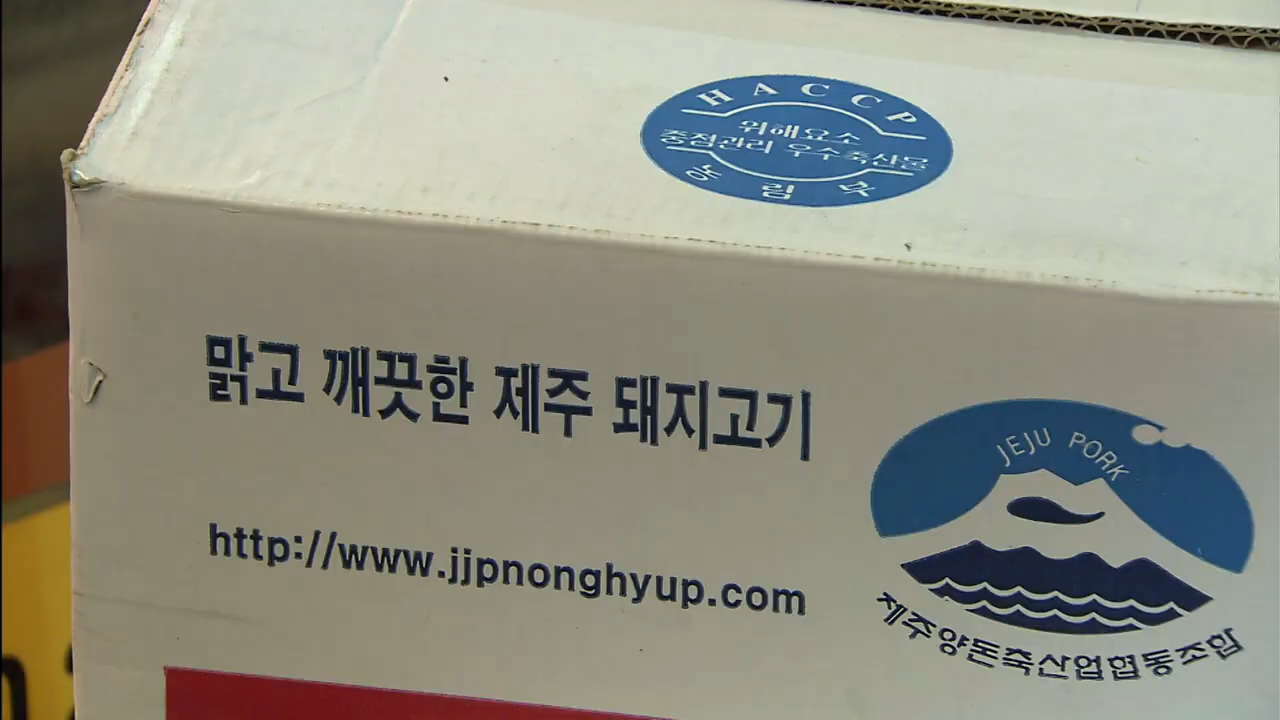 HACCP
위해요소
중점관리 우수축산물
농림부
맑고 깨끗한 제주 돼지고기
http://www.jjpnonghyup.com
JEJU PORK
제주양돈축산업협동조합